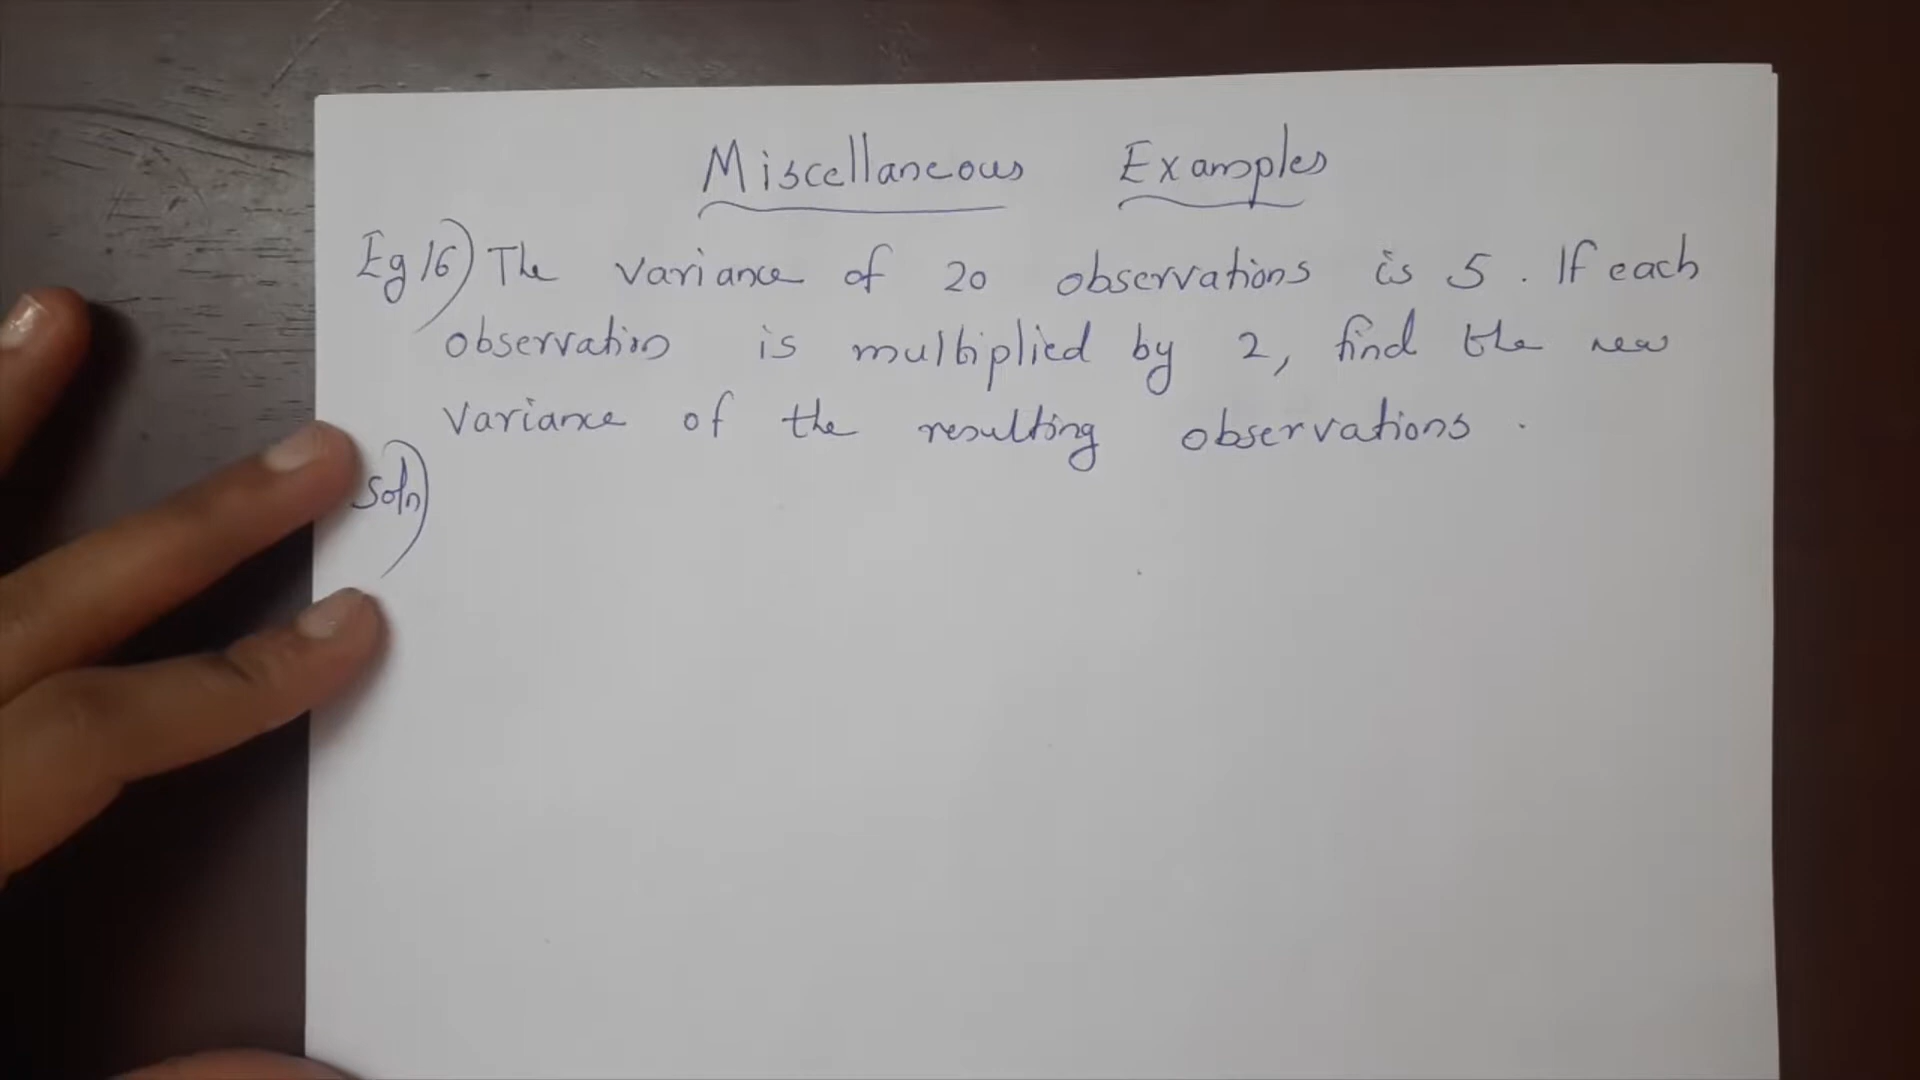 Miscellaneous Examples
Eg 16) The variance of 20 observations is 5. If each
observation is multiplied by 2, find the new
variance of the resulting observations.
Soln)